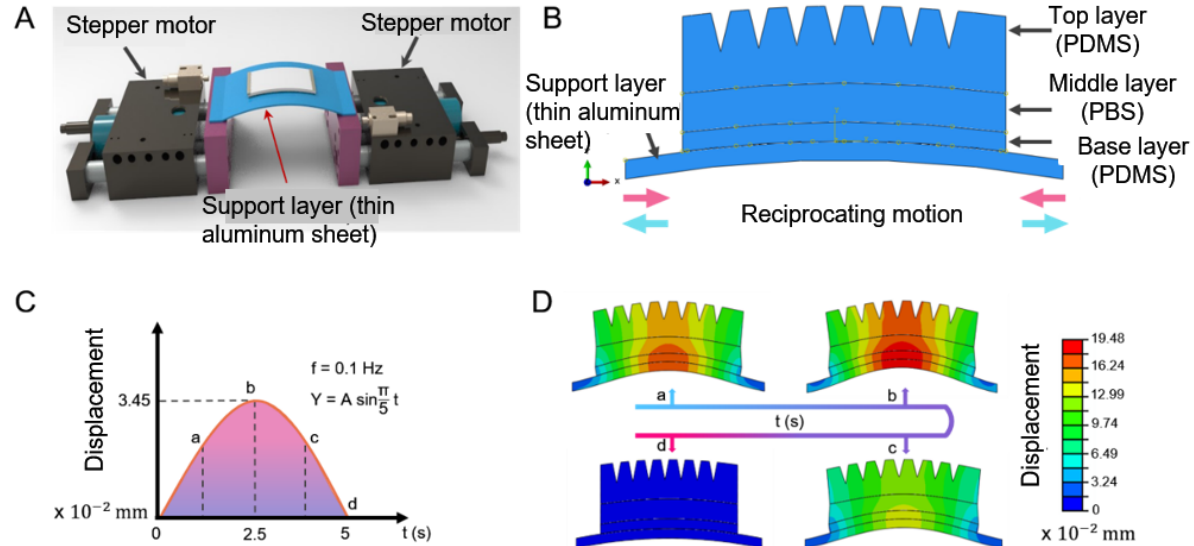 A
Stepper motor
Stepper motor
Support layer (thin
aluminum sheet)
B
Top layer
(PDMS)
Support layer
(thin aluminum
sheet)
Middle layer
(PBS)
Base layer
(PDMS)
x
Reciprocating motion
C
Displacement
f = 0.1 Hz
Y = A sin π/5 t
3.45
a
b
c
d
x 10⁻² mm
0
2.5
5
t (s)
D
a
b
t (s)
d
c
Displacement
19.48
16.24
12.99
9.74
6.49
3.24
0
x 10⁻² mm